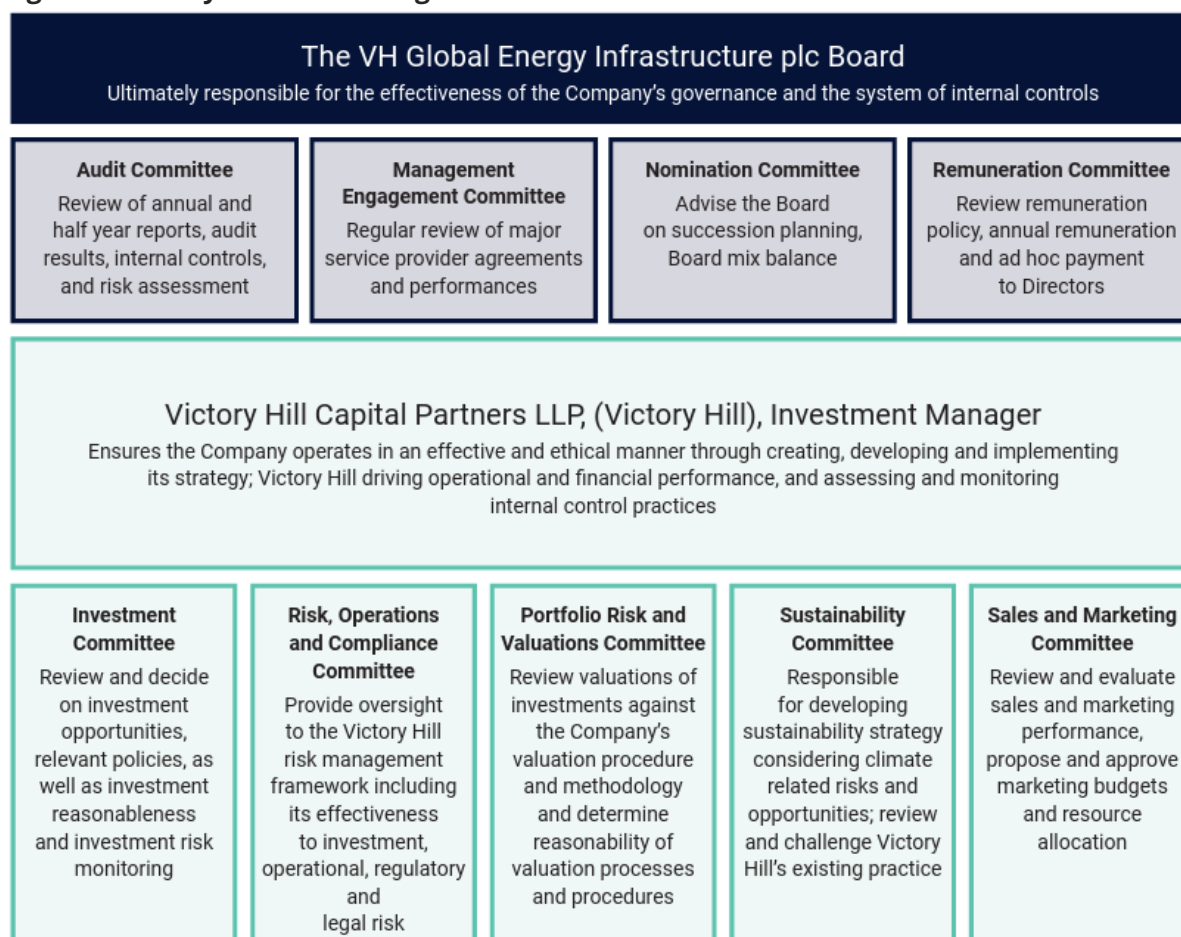 The VH Global Energy Infrastructure plc Board
Ultimately responsible for the effectiveness of the Company's governance and the system of internal controls
Audit Committee
Review of annual and
half year reports, audit
results, internal controls,
and risk assessment
Management
Engagement Committee
Regular review of major
service provider agreements
and performances
Nomination Committee
Advise the Board
on succession planning,
Board mix balance
Remuneration Committee
Review remuneration
policy, annual remuneration
and ad hoc payment
to Directors
Victory Hill Capital Partners LLP, (Victory Hill), Investment Manager
Ensures the Company operates in an effective and ethical manner through creating, developing and implementing
its strategy; Victory Hill driving operational and financial performance, and assessing and monitoring
internal control practices
Investment
Committee
Review and decide
on investment
opportunities,
relevant policies, as
well as investment
reasonableness
and investment risk
monitoring
Risk, Operations
and Compliance
Committee
Provide oversight
to the Victory Hill
risk management
framework including
its effectiveness
to investment,
operational, regulatory
and
legal risk
Portfolio Risk and
Valuations Committee
Review valuations of
investments against
the Company's
valuation procedure
and methodology
and determine
reasonability of
valuation processes
and procedures
Sustainability
Committee
Responsible
for developing
sustainability strategy
considering climate
related risks and
opportunities; review
and challenge Victory
Hill's existing practice
Sales and Marketing
Committee
Review and evaluate
sales and marketing
performance,
propose and approve
marketing budgets
and resource
allocation